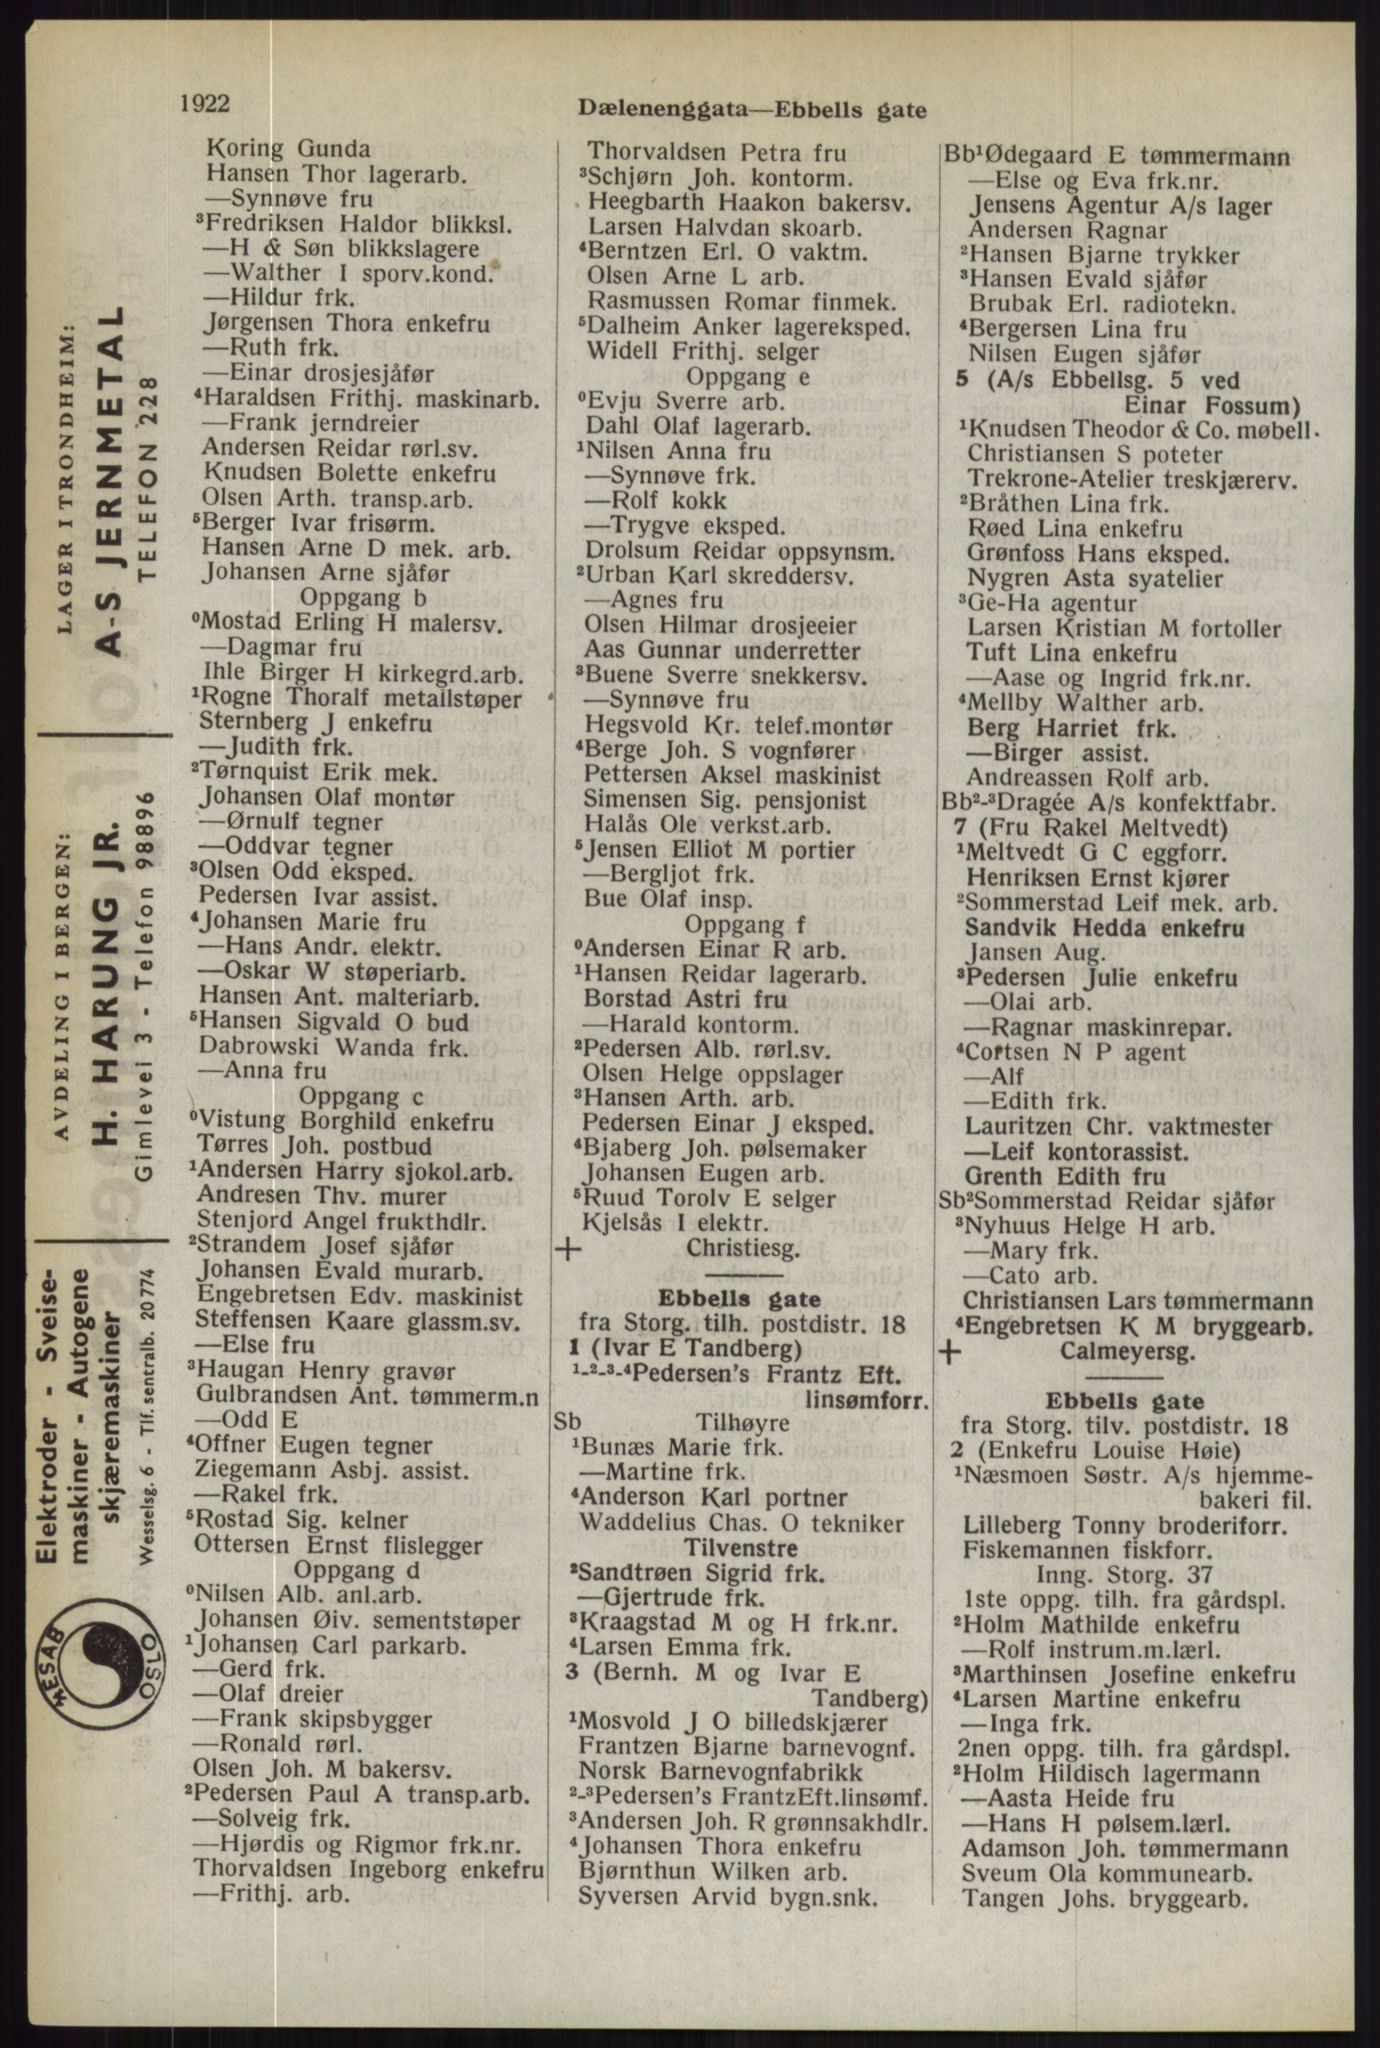 1922
Dælenenggata—Ebbells gate
Koring Gunda
Hansen Thor lagerarb.
—Synnøve fru
³Fredriksen Haldor blikksl.
—H & Søn blikkslagere
—Walther I sporv.kond.
—Hildur frk.
Jørgensen Thora enkefru
—Ruth frk.
—Einar drosjesjåfør
⁴Haraldsen Frithj. maskinarb.
—Frank jerndreier
Andersen Reidar rørl.sv.
Knudsen Bolette enkefru
Olsen Arth. transp.arb.
⁵Berger Ivar frisørm.
Hansen Arne D mek. arb.
Johansen Arne sjåfør
Oppgang b
⁰Mostad Erling H malersv.
—Dagmar fru
Ihle Birger H kirkegrd.arb.
¹Rogne Thoralf metallstøper
Sternberg J enkefru
—Judith frk.
²Tørnquist Erik mek.
Johansen Olaf montør
—Ørnulf tegner
—Oddvar tegner
³Olsen Odd eksped.
Pedersen Ivar assist.
⁴Johansen Marie fru
—Hans Andr. elektr.
—Oskar W støperiarb.
Hansen Ant. malteriarb.
⁵Hansen Sigvald O bud
Dabrowski Wanda frk.
—Anna fru
Oppgang c
⁰Vistung Borghild enkefru
Tørres Joh. postbud
¹Andersen Harry sjokol.arb.
Andresen Thv. murer
Stenjord Angel frukthdlr.
²Strandem Josef sjåfør
Johansen Evald murarb.
Engebretsen Edv. maskinist
Steffensen Kaare glassm.sv.
—Else fru
³Haugan Henry gravør
Gulbrandsen Ant. tømmerm.n
—Odd E
⁴Offner Eugen tegner
Ziegemann Asbj. assist.
—Rakel frk.
⁵Rostad Sig. kelner
Ottersen Ernst flislegger
Oppgang d
⁰Nilsen Alb. anl.arb.
Johansen Øiv. sementstøper
¹Johansen Carl parkarb.
—Gerd frk.
—Olaf dreier
—Frank skipsbygger
—Ronald rørl.
Olsen Joh. M bakersv.
²Pedersen Paul A transp.arb.
—Solveig frk.
—Hjørdis og Rigmor frk.nr.
Thorvaldsen Ingeborg enkefru
—Frithj. arb.
Thorvaldsen Petra fru
³Schjørn Joh. kontorm.
Heegbarth Haakon bakersv.
Larsen Halvdan skoarb.
⁴Berntzen Erl. O vaktm.
Olsen Arne L arb.
Rasmussen Romar finmek.
⁵Dalheim Anker lagereksped.
Widell Frithj. selger
Oppgang e
⁰Evju Sverre arb.
Dahl Olaf lagerarb.
¹Nilsen Anna fru
—Synnøve frk.
—Rolf kokk
—Trygve eksped.
Drolsum Reidar oppsynsm.
²Urban Karl skreddersv.
—Agnes fru
Olsen Hilmar drosjeeier
Aas Gunnar underretter
³Buene Sverre snekkersv.
—Synnøve fru
Hegsvold Kr. telef.montør
⁴Berge Joh. S vognfører
Pettersen Aksel maskinist
Simensen Sig. pensjonist
Halås Ole verkst.arb.
⁵Jensen Elliot M portier
—Bergljot frk.
Bue Olaf insp.
Oppgang f
⁰Andersen Einar R arb.
¹Hansen Reidar lagerarb.
Borstad Astri fru
—Harald kontorm.
²Pedersen Alb. rørl.sv.
Olsen Helge oppslager
³Hansen Arth. arb.
Pedersen Einar J eksped.
⁴Bjaberg Joh. pølsemaker
Johansen Eugen arb.
⁵Ruud Torolv E selger
Kjelsås I elektr.
+ Christiesg.
Ebbells gate
fra Storg. tilh. postdistr. 18
1 (Ivar E Tandberg)
¹-²-³-⁴Pedersen's Frantz Eft.
linsømforr.
Sb Tilhøyre
¹Bunæs Marie frk.
—Martine frk.
⁴Anderson Karl portner
Waddelius Chas. O tekniker
Tilvenstre
²Sandtrøen Sigrid frk.
—Gjertrude frk.
³Kraagstad M og H frk.nr.
⁴Larsen Emma frk.
3 (Bernh. M og Ivar E
Tandberg)
¹Mosvold J O billedskjærer
Frantzen Bjarne barnevognf.
Norsk Barnevognfabrikk
²-³Pedersen's FrantzEft.linsømf.
³Andersen Joh. R grønnsakhdlr.
⁴Johansen Thora enkefru
Bjørnthun Wilken arb.
Syversen Arvid bygn.snk.
Bb¹Ødegaard E tømmermann
—Else og Eva frk.nr.
Jensens Agentur A/s lager
Andersen Ragnar
²Hansen Bjarne trykker
³Hansen Evald sjåfør
Brubak Erl. radiotekn.
⁴Bergersen Lina fru
Nilsen Eugen sjåfør
5 (A/s Ebbellsg. 5 ved
Einar Fossum)
¹Knudsen Theodor & Co. møbell.
Christiansen S poteter
Trekrone-Atelier treskjærerv.
²Bråthen Lina frk.
Røed Lina enkefru
Grønfoss Hans eksped.
Nygren Asta syatelier
³Ge-Ha agentur
Larsen Kristian M fortoller
Tuft Lina enkefru
—Aase og Ingrid frk.nr.
⁴Mellby Walther arb.
Berg Harriet frk.
—Birger assist.
Andreassen Rolf arb.
Bb²-³Dragée A/s konfektfabr.
7 (Fru Rakel Meltvedt)
¹Meltvedt G C eggforr.
Henriksen Ernst kjører
²Sommerstad Leif mek. arb.
Sandvik Hedda enkefru
Jansen Aug.
³Pedersen Julie enkefru
—Olai arb.
—Ragnar maskinrepar.
⁴Cortsen N P agent
—Alf
—Edith frk.
Lauritzen Chr. vaktmester
—Leif kontorassist.
Grenth Edith fru
Sb²Sommerstad Reidar sjåfør
³Nyhuus Helge H arb.
—Mary frk.
—Cato arb.
Christiansen Lars tømmermann
⁴Engebretsen K M bryggearb.
+ Calmeyersg.
Ebbells gate
fra Storg. tilv. postdistr. 18
2 (Enkefru Louise Høie)
¹Næsmoen Søstr. A/s hjemme-
bakeri fil.
Lilleberg Tonny broderiforr.
Fiskemannen fiskforr.
Inng. Storg. 37
1ste oppg. tilh. fra gårdspl.
²Holm Mathilde enkefru
—Rolf instrum.m.lærl.
³Marthinsen Josefine enkefru
⁴Larsen Martine enkefru
—Inga frk.
2nen oppg. tilh. fra gårdspl.
²Holm Hildisch lagermann
—Aasta Heide fru
—Hans H pølsem.lærl.
Adamson Joh. tømmermann
Sveum Ola kommunearb.
Tangen Johs. bryggearb.
LAGER I TRONDHEIM:
A-S JERNMETAL
TELEFON 228
AVDELING I BERGEN:
H. HARUNG JR.
Gimlevei 3 - Telefon 98896
Elektroder - Sveise-
maskiner - Autogene
skjæremaskiner
Wesselsg. 6 - Tlf. sentralb. 20774
WESAB
OSLO